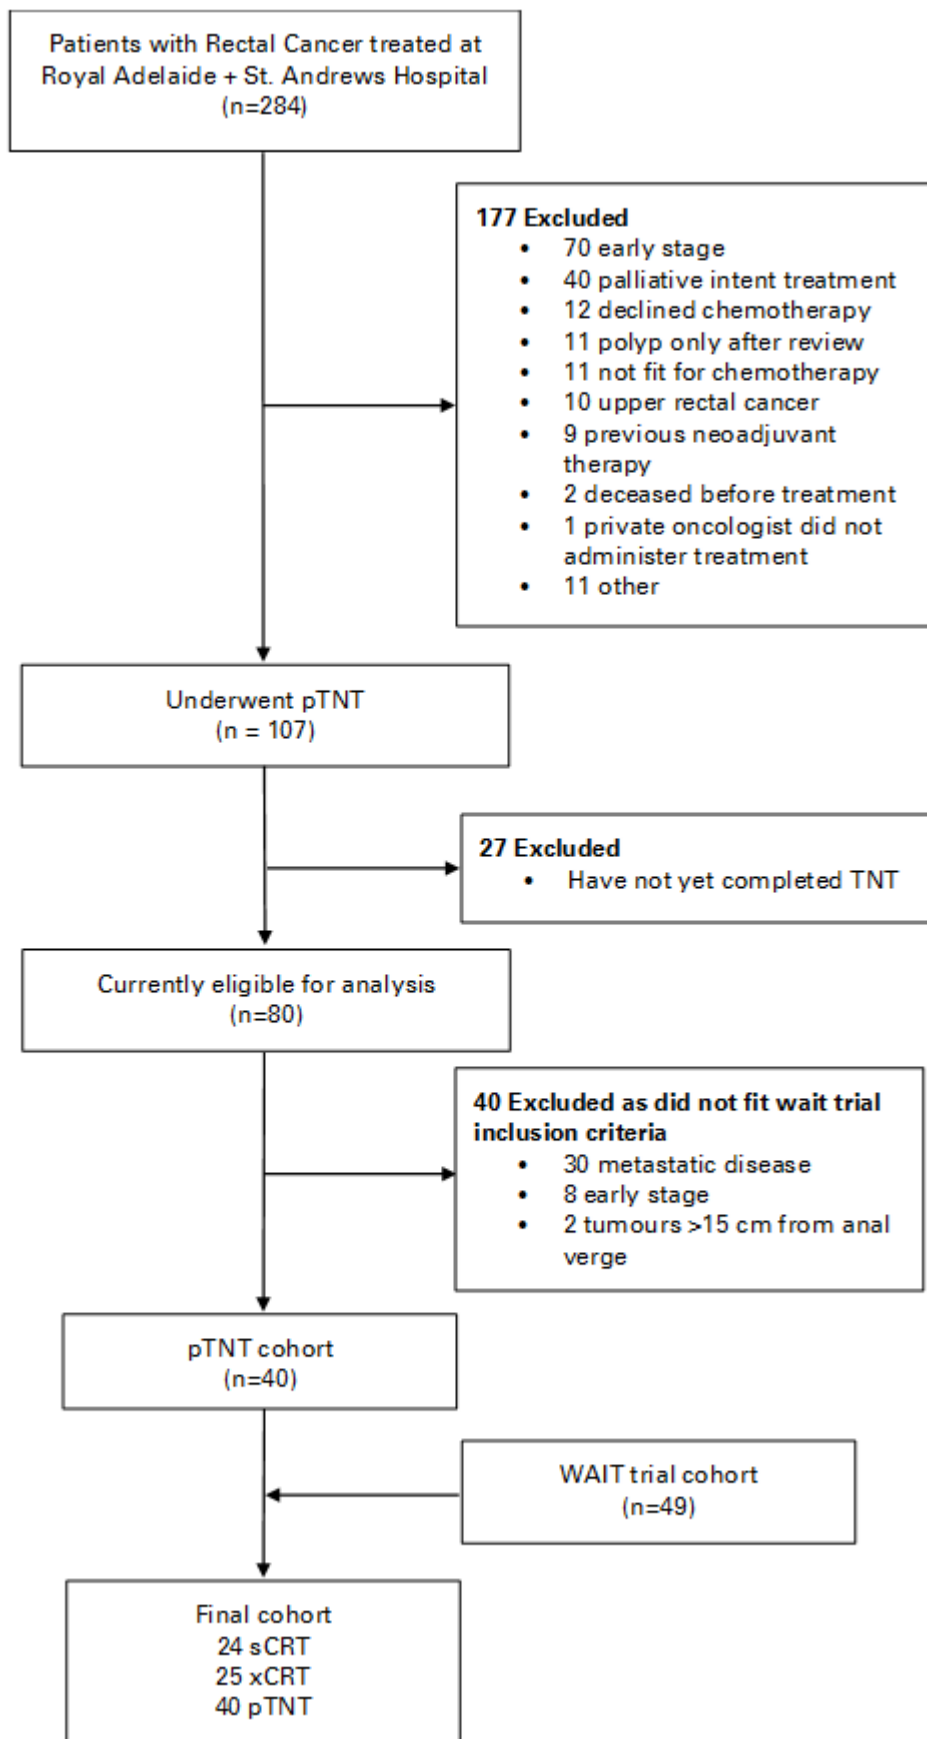 Patients with Rectal Cancer treated at
Royal Adelaide + St. Andrews Hospital
(n=284)
177 Excluded
• 70 early stage
• 40 palliative intent treatment
• 12 declined chemotherapy
• 11 polyp only after review
• 11 not fit for chemotherapy
• 10 upper rectal cancer
• 9 previous neoadjuvant
therapy
• 2 deceased before treatment
• 1 private oncologist did not
administer treatment
• 11 other
Underwent pTNT
(n = 107)
27 Excluded
• Have not yet completed TNT
Currently eligible for analysis
(n=80)
40 Excluded as did not fit wait trial
inclusion criteria
• 30 metastatic disease
• 8 early stage
• 2 tumours >15 cm from anal
verge
pTNT cohort
(n=40)
WAIT trial cohort
(n=49)
Final cohort
24 sCRT
25 xCRT
40 pTNT